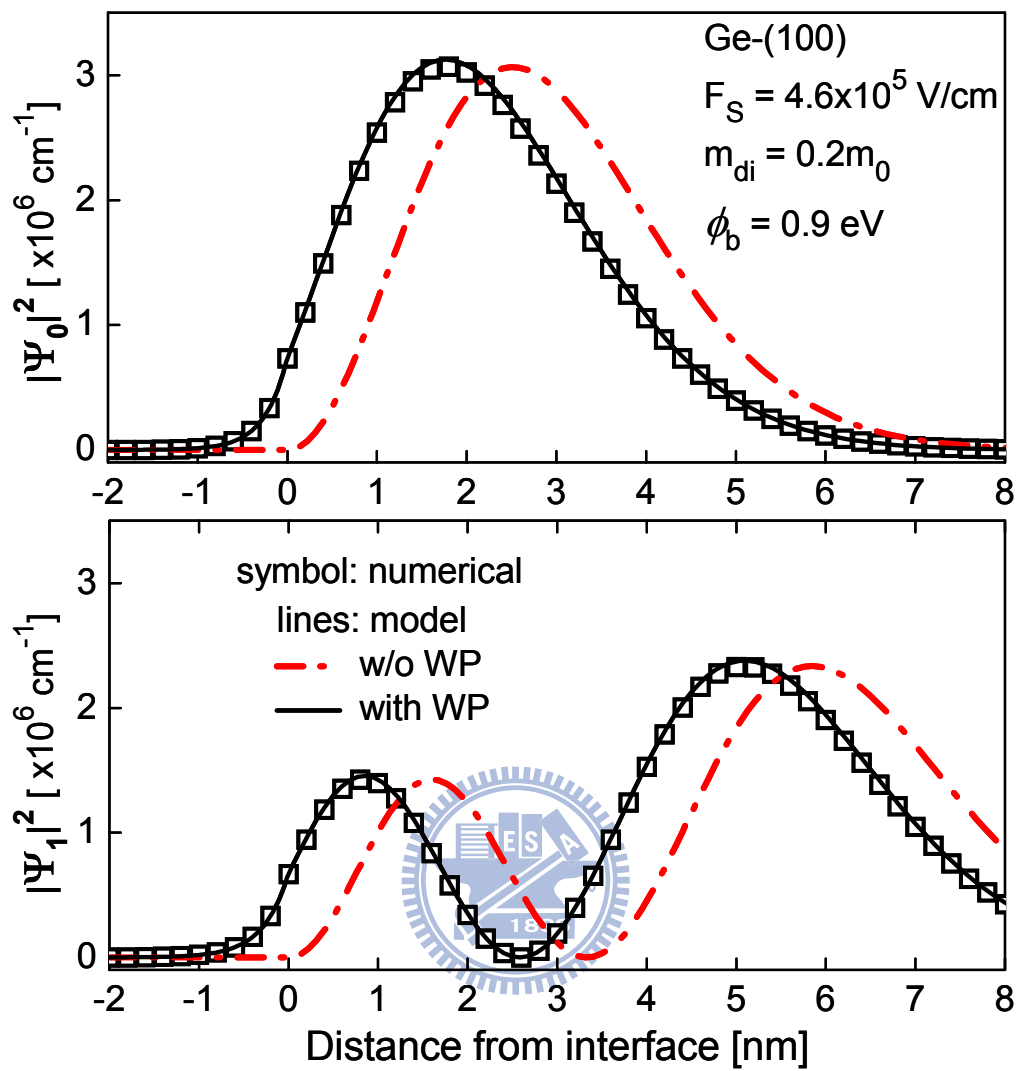 Ge-(100)
F_S = 4.6x10^5 V/cm
m_di = 0.2m_0
ϕ_b = 0.9 eV
|Ψ_0|^2 [ x10^6 cm^-1]
3
2
1
0
-2 -1 0 1 2 3 4 5 6 7 8
symbol: numerical
lines: model
w/o WP
with WP
|Ψ_1|^2 [ x10^6 cm^-1]
3
2
1
0
E S A
1896
-2 -1 0 1 2 3 4 5 6 7 8
Distance from interface [nm]